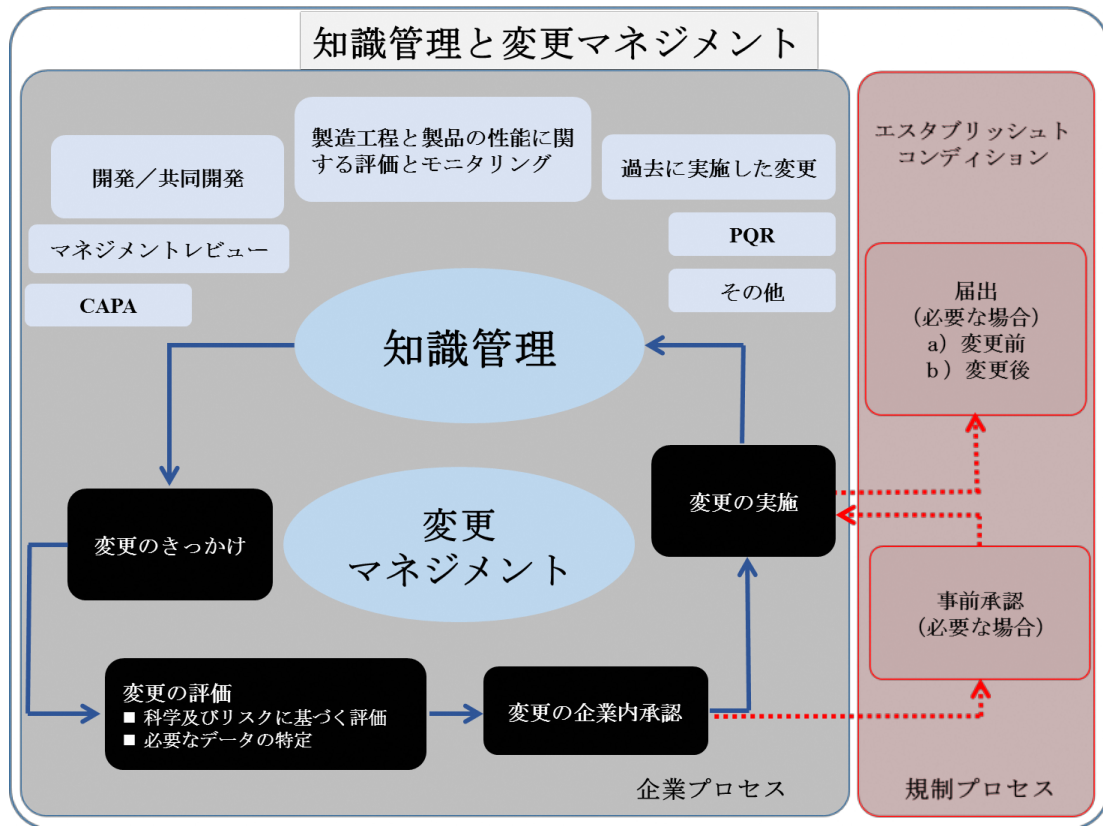 知識管理と変更マネジメント
製造工程と製品の性能に関
する評価とモニタリング
開発／共同開発
過去に実施した変更
マネジメントレビュー
PQR
CAPA
その他
知識管理
変更のきっかけ
変更
マネジメント
変更の実施
変更の評価
■ 科学及びリスクに基づく評価
■ 必要なデータの特定
変更の企業内承認
企業プロセス
エスタブリッシュト
コンディション
届出
（必要な場合）
a）変更前
b）変更後
事前承認
（必要な場合）
規制プロセス